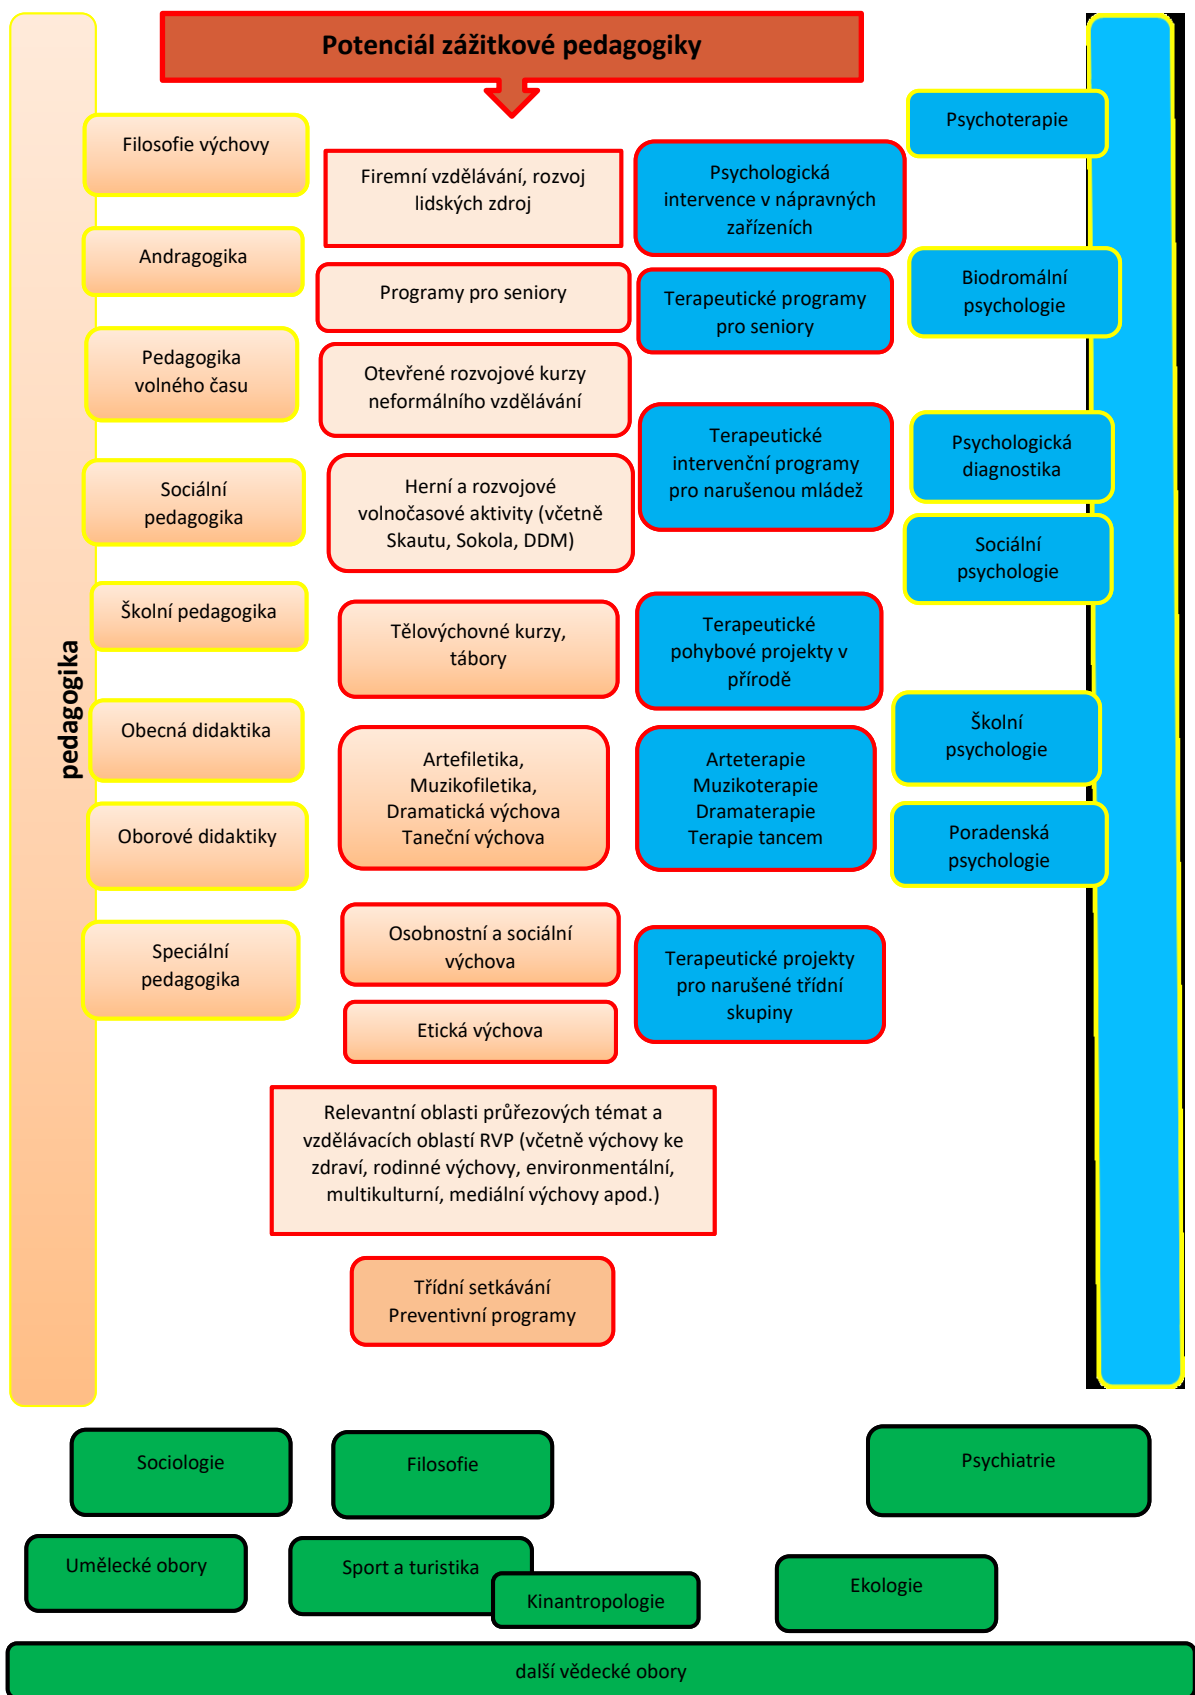 Potenciál zážitkové pedagogiky
pedagogika
Filosofie výchovy
Andragogika
Pedagogika
volného času
Sociální
pedagogika
Školní pedagogika
Obecná didaktika
Oborové didaktiky
Speciální
pedagogika
Firemní vzdělávání, rozvoj
lidských zdroj
Programy pro seniory
Otevřené rozvojové kurzy
neformálního vzdělávání
Herní a rozvojové
volnočasové aktivity (včetně
Skautu, Sokola, DDM)
Tělovýchovné kurzy,
tábory
Artefiletika,
Muzikofiletika,
Dramatická výchova
Taneční výchova
Osobnostní a sociální
výchova
Etická výchova
Relevantní oblasti průřezových témat a
vzdělávacích oblastí RVP (včetně výchovy ke
zdraví, rodinné výchovy, environmentální,
multikulturní, mediální výchovy apod.)
Třídní setkávání
Preventivní programy
Psychologická
intervence v nápravných
zařízeních
Terapeutické programy
pro seniory
Terapeutické
intervenční programy
pro narušenou mládež
Terapeutické
pohybové projekty v
přírodě
Arteterapie
Muzikoterapie
Dramaterapie
Terapie tancem
Terapeutické projekty
pro narušené třídní
skupiny
Psychoterapie
Biodromální
psychologie
Psychologická
diagnostika
Sociální
psychologie
Školní
psychologie
Poradenská
psychologie
Sociologie
Filosofie
Psychiatrie
Umělecké obory
Sport a turistika
Kinantropologie
Ekologie
další vědecké obory